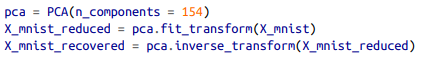 pca = PCA(n_components = 154)
X_mnist_reduced = pca.fit_transform(X_mnist)
X_mnist_recovered = pca.inverse_transform(X_mnist_reduced)